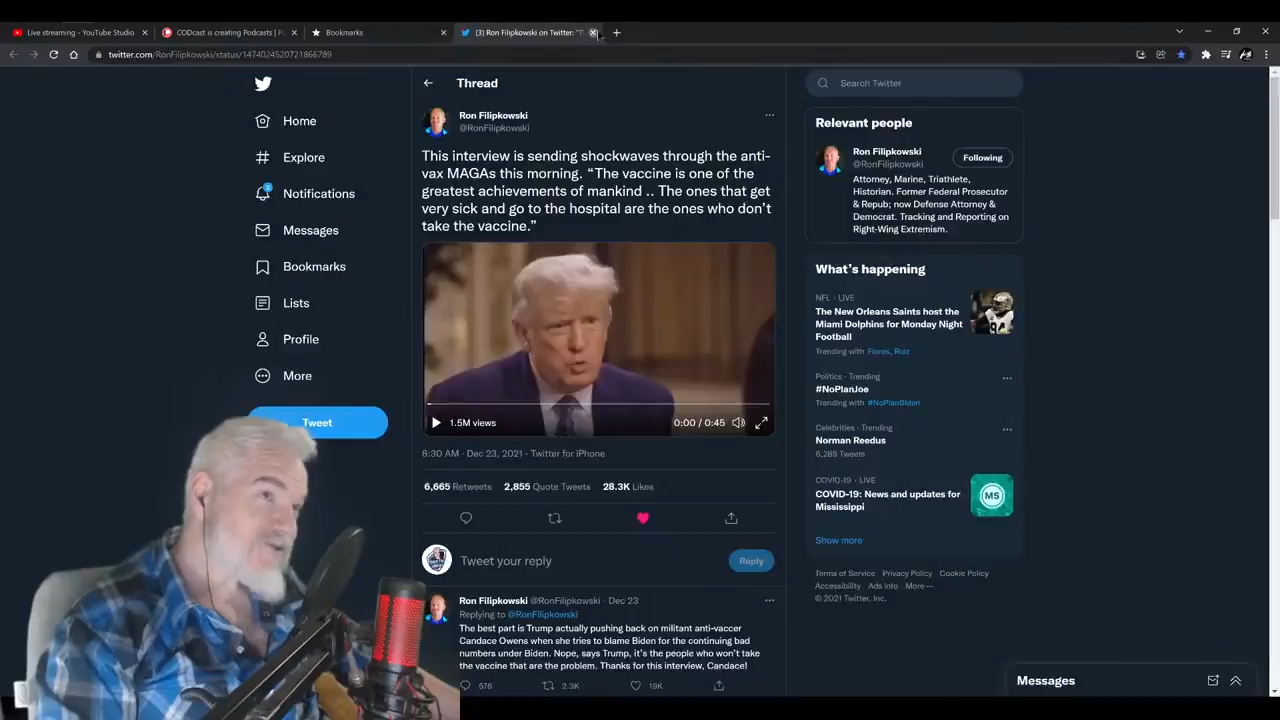 Live streaming - YouTube Studio
CODcast is creating Podcasts |
Bookmarks
(3) Ron Filipkowski on Twitter:
twitter.com/RonFilipkowski/status/1474024520721866789
Home
Explore
3
Notifications
Messages
Bookmarks
Lists
Profile
More
Tweet
Thread
Ron Filipkowski
@RonFilipkowski
This interview is sending shockwaves through the anti-
vax MAGAs this morning. “The vaccine is one of the
greatest achievements of mankind .. The ones that get
very sick and go to the hospital are the ones who don’t
take the vaccine.”
1.5M views
0:00 / 0:45
8:30 AM · Dec 23, 2021 · Twitter for iPhone
6,665 Retweets 2,855 Quote Tweets 28.3K Likes
Tweet your reply
Reply
Ron Filipkowski @RonFilipkowski · Dec 23
Replying to @RonFilipkowski
The best part is Trump actually pushing back on militant anti-vaccer
Candace Owens when she tries to blame Biden for the continuing bad
numbers under Biden. Nope, says Trump, it’s the people who won’t take
the vaccine that are the problem. Thanks for this interview, Candace!
576 2.3K 19K
Search Twitter
Relevant people
Ron Filipkowski
@RonFilipkowski
Following
Attorney, Marine, Triathlete,
Historian. Former Federal Prosecutor
& Repub; now Defense Attorney &
Democrat. Tracking and Reporting on
Right-Wing Extremism.
What’s happening
NFL · LIVE
The New Orleans Saints host the
Miami Dolphins for Monday Night
Football
Trending with Flores, Ruiz
Politics · Trending
#NoPlanJoe
Trending with #NoPlanBiden
Celebrities · Trending
Norman Reedus
6,289 Tweets
COVID-19 · LIVE
COVID-19: News and updates for
Mississippi
MS
Show more
Terms of Service Privacy Policy Cookie Policy
Accessibility Ads info More ···
© 2021 Twitter, Inc.
Messages